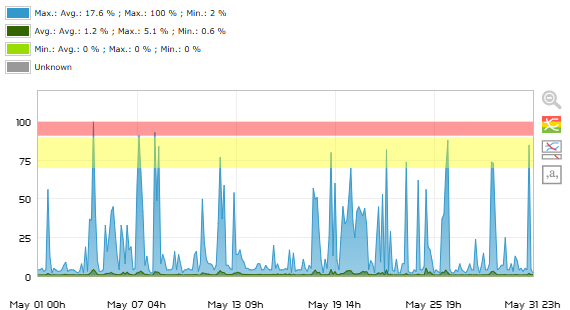 Max.: Avg.: 17.6 % ; Max.: 100 % ; Min.: 2 %
Avg.: Avg.: 1.2 % ; Max.: 5.1 % ; Min.: 0.6 %
Min.: Avg.: 0 % ; Max.: 0 % ; Min.: 0 %
Unknown
100
75
50
25
0
May 01 00h May 07 04h May 13 09h May 19 14h May 25 19h May 31 23h
,a,